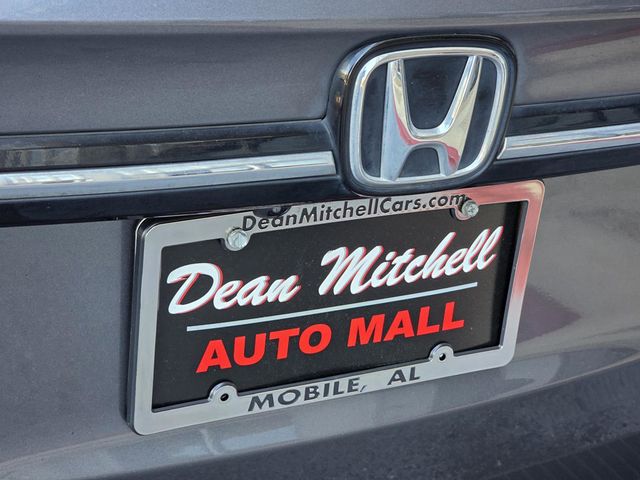 DeanMitchellCars.com
Dean Mitchell
AUTO MALL
MOBILE, AL